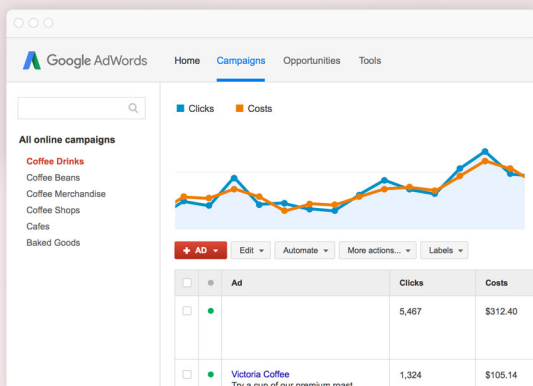 Google AdWords
Home Campaigns Opportunities Tools
Clicks Costs
All online campaigns
Coffee Drinks
Coffee Beans
Coffee Merchandise
Coffee Shops
Cafes
Baked Goods
+ AD Edit Automate More actions... Labels
Ad Clicks Costs
5,467 $312.40
Victoria Coffee 1,324 $105.14
Try a cup of our premium roast